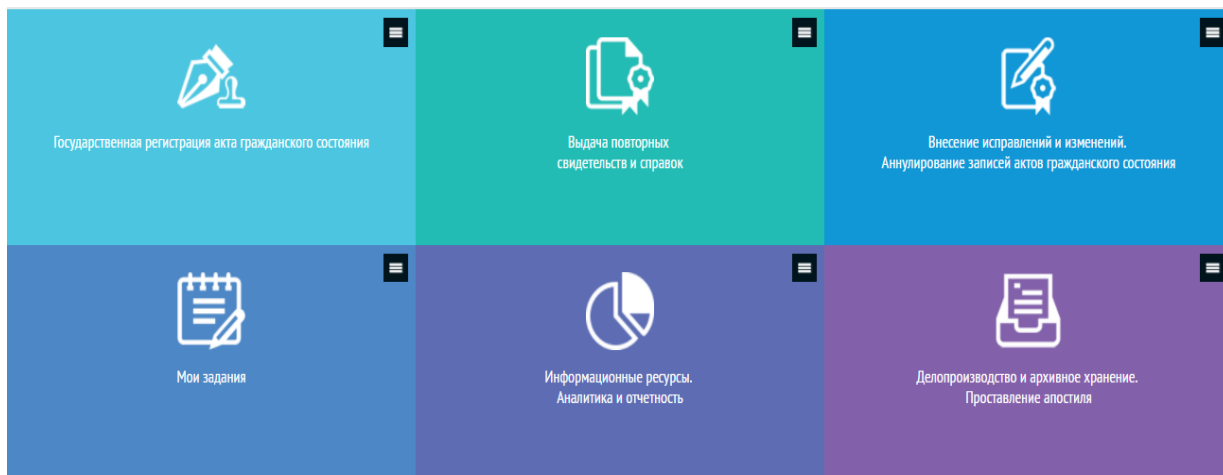 Государственная регистрация акта гражданского состояния
Выдача повторных
свидетельств и справок
Внесение исправлений и изменений.
Аннулирование записей актов гражданского состояния
Мои задания
Информационные ресурсы.
Аналитика и отчетность
Делопроизводство и архивное хранение.
Проставление апостиля